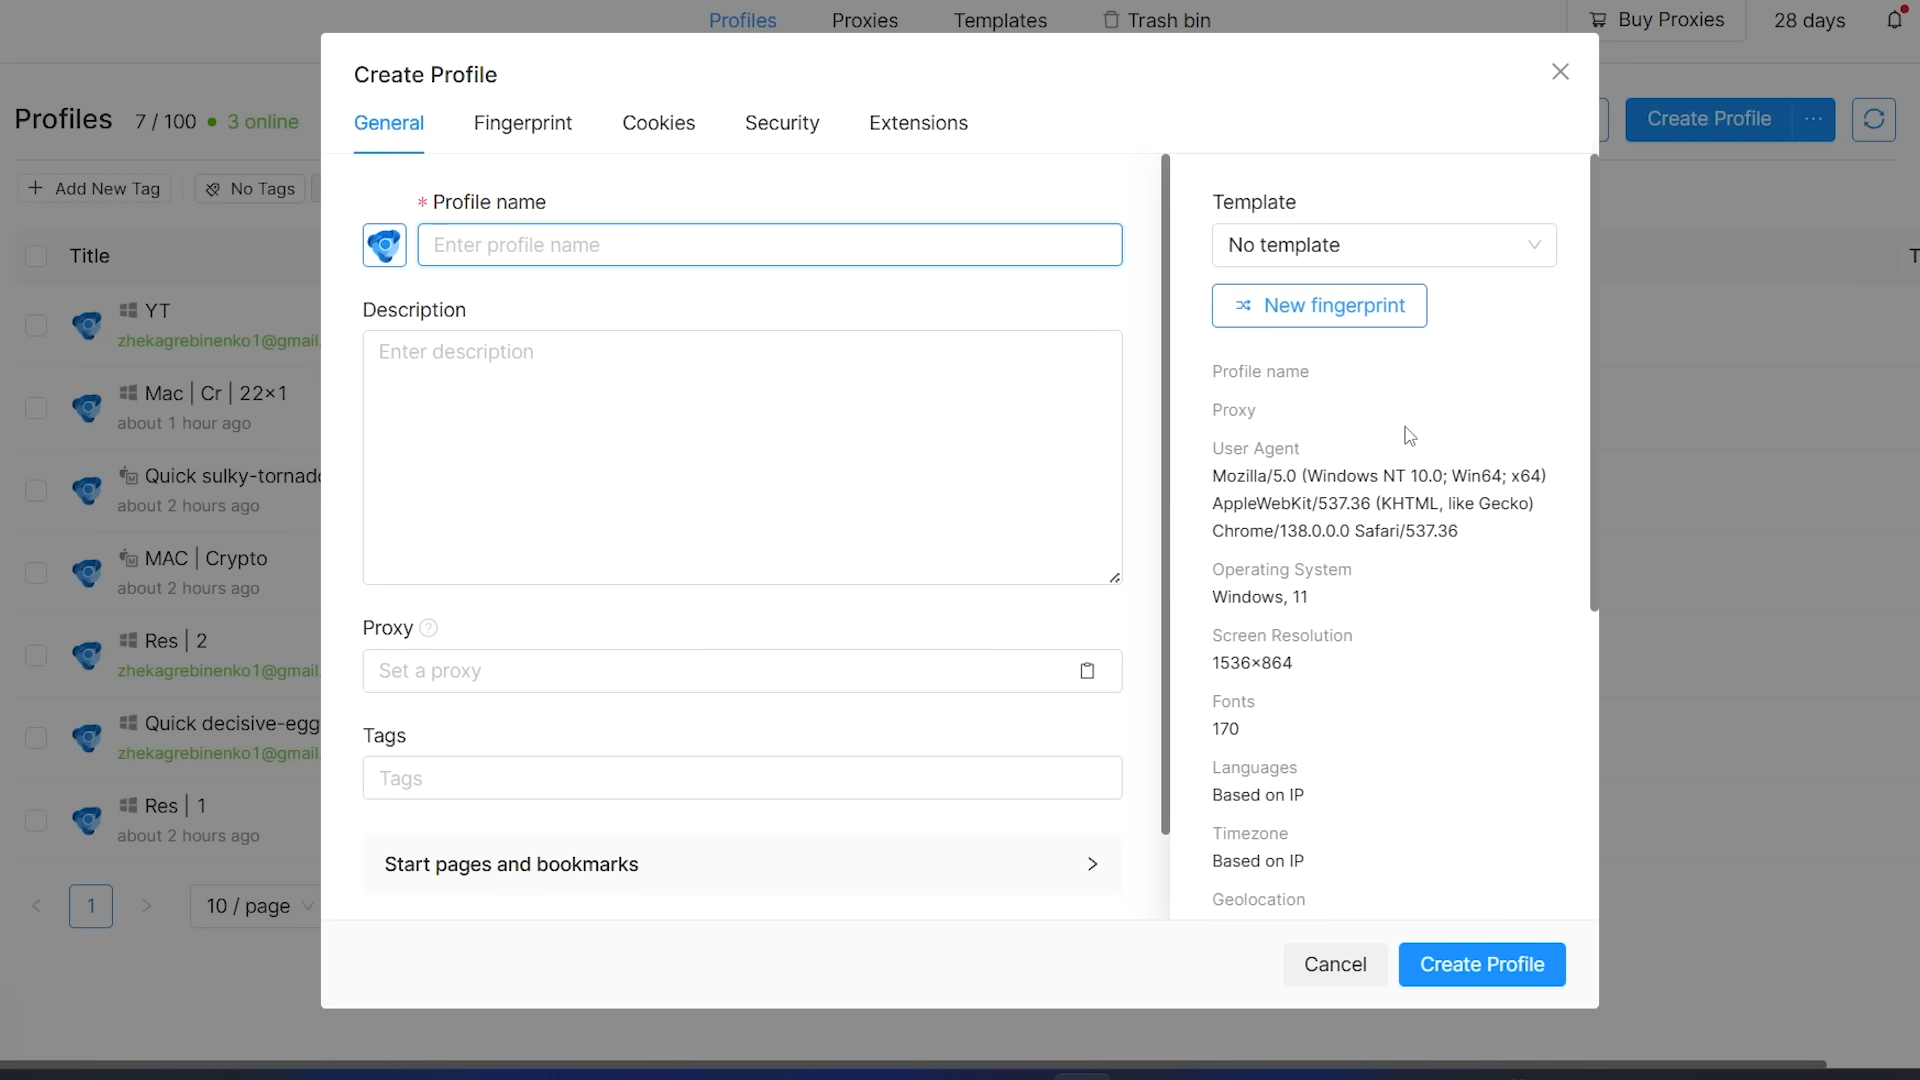 Profiles
Proxies
Templates
Trash bin
Buy Proxies
28 days
Create Profile
General
Fingerprint
Cookies
Security
Extensions
Profiles
7 / 100
3 online
Create Profile
...
+ Add New Tag
No Tags
* Profile name
Enter profile name
Description
Enter description
Proxy ?
Set a proxy
Tags
Tags
Start pages and bookmarks
Template
No template
New fingerprint
Profile name
Proxy
User Agent
Mozilla/5.0 (Windows NT 10.0; Win64; x64)
AppleWebKit/537.36 (KHTML, like Gecko)
Chrome/138.0.0.0 Safari/537.36
Operating System
Windows, 11
Screen Resolution
1536×864
Fonts
170
Languages
Based on IP
Timezone
Based on IP
Geolocation
Cancel
Create Profile
Title
YT
zhekagrebinenko1@gmail.
Mac | Cr | 22×1
about 1 hour ago
Quick sulky-tornado
about 2 hours ago
MAC | Crypto
about 2 hours ago
Res | 2
zhekagrebinenko1@gmail.
Quick decisive-egg
zhekagrebinenko1@gmail.
Res | 1
about 2 hours ago
1
10 / page